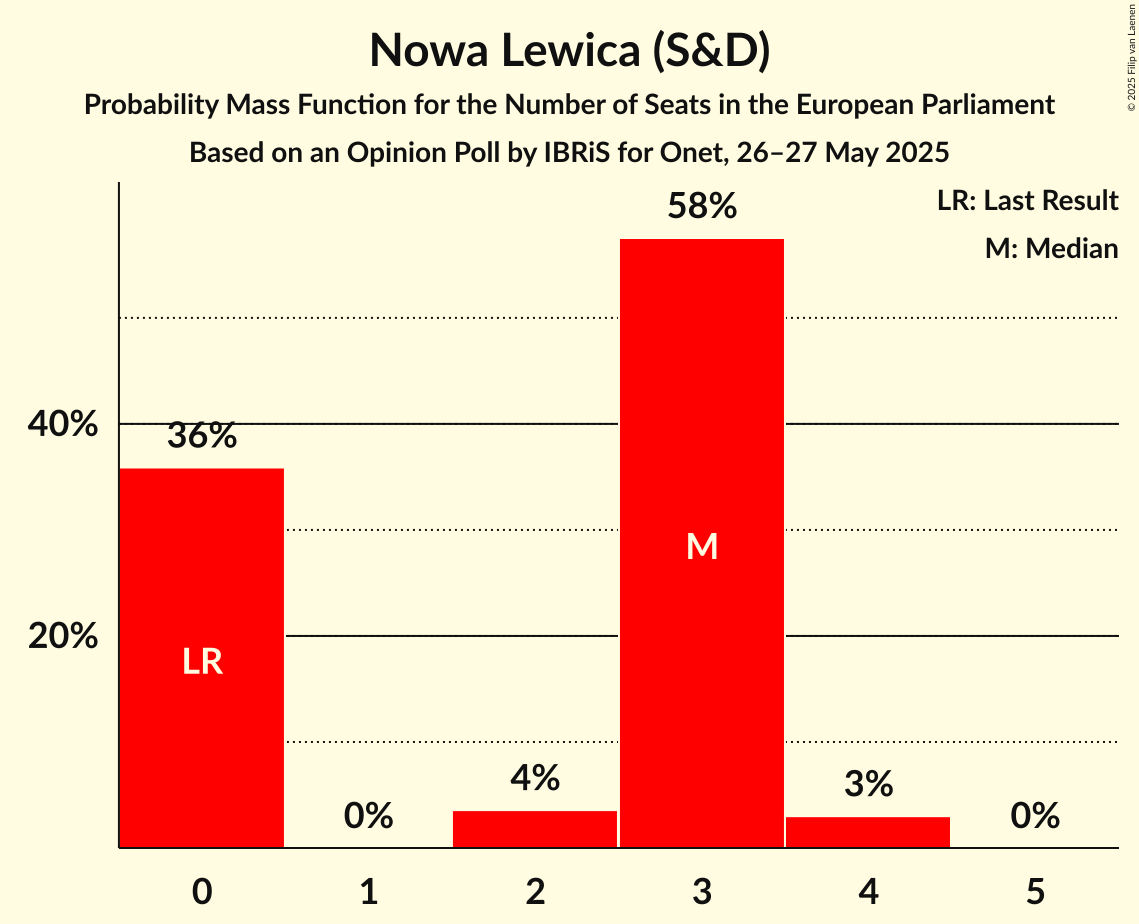 Nowa Lewica (S&D)
Probability Mass Function for the Number of Seats in the European Parliament
Based on an Opinion Poll by IBRiS for Onet, 26–27 May 2025
© 2025 Filip van Laenen
LR: Last Result
M: Median
58%
40%
36%
M
20%
LR
4%
3%
0%
0%
0 1 2 3 4 5